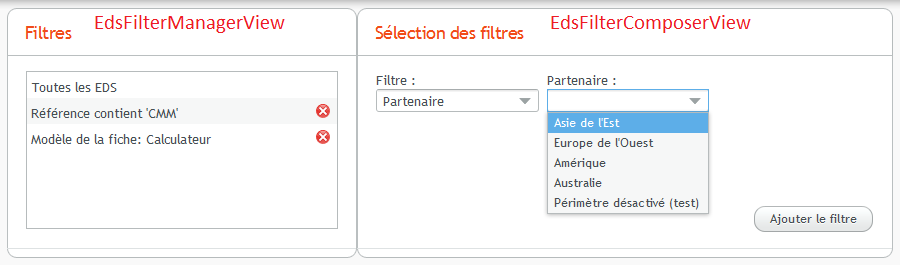 Filtres EdsFilterManagerView
Toutes les EDS
Référence contient 'CMM'
Modèle de la fiche: Calculateur
Sélection des filtres EdsFilterComposerView
Filtre : Partenaire :
Partenaire
Asie de l'Est
Europe de l'Ouest
Amérique
Australie
Périmètre désactivé (test)
Ajouter le filtre